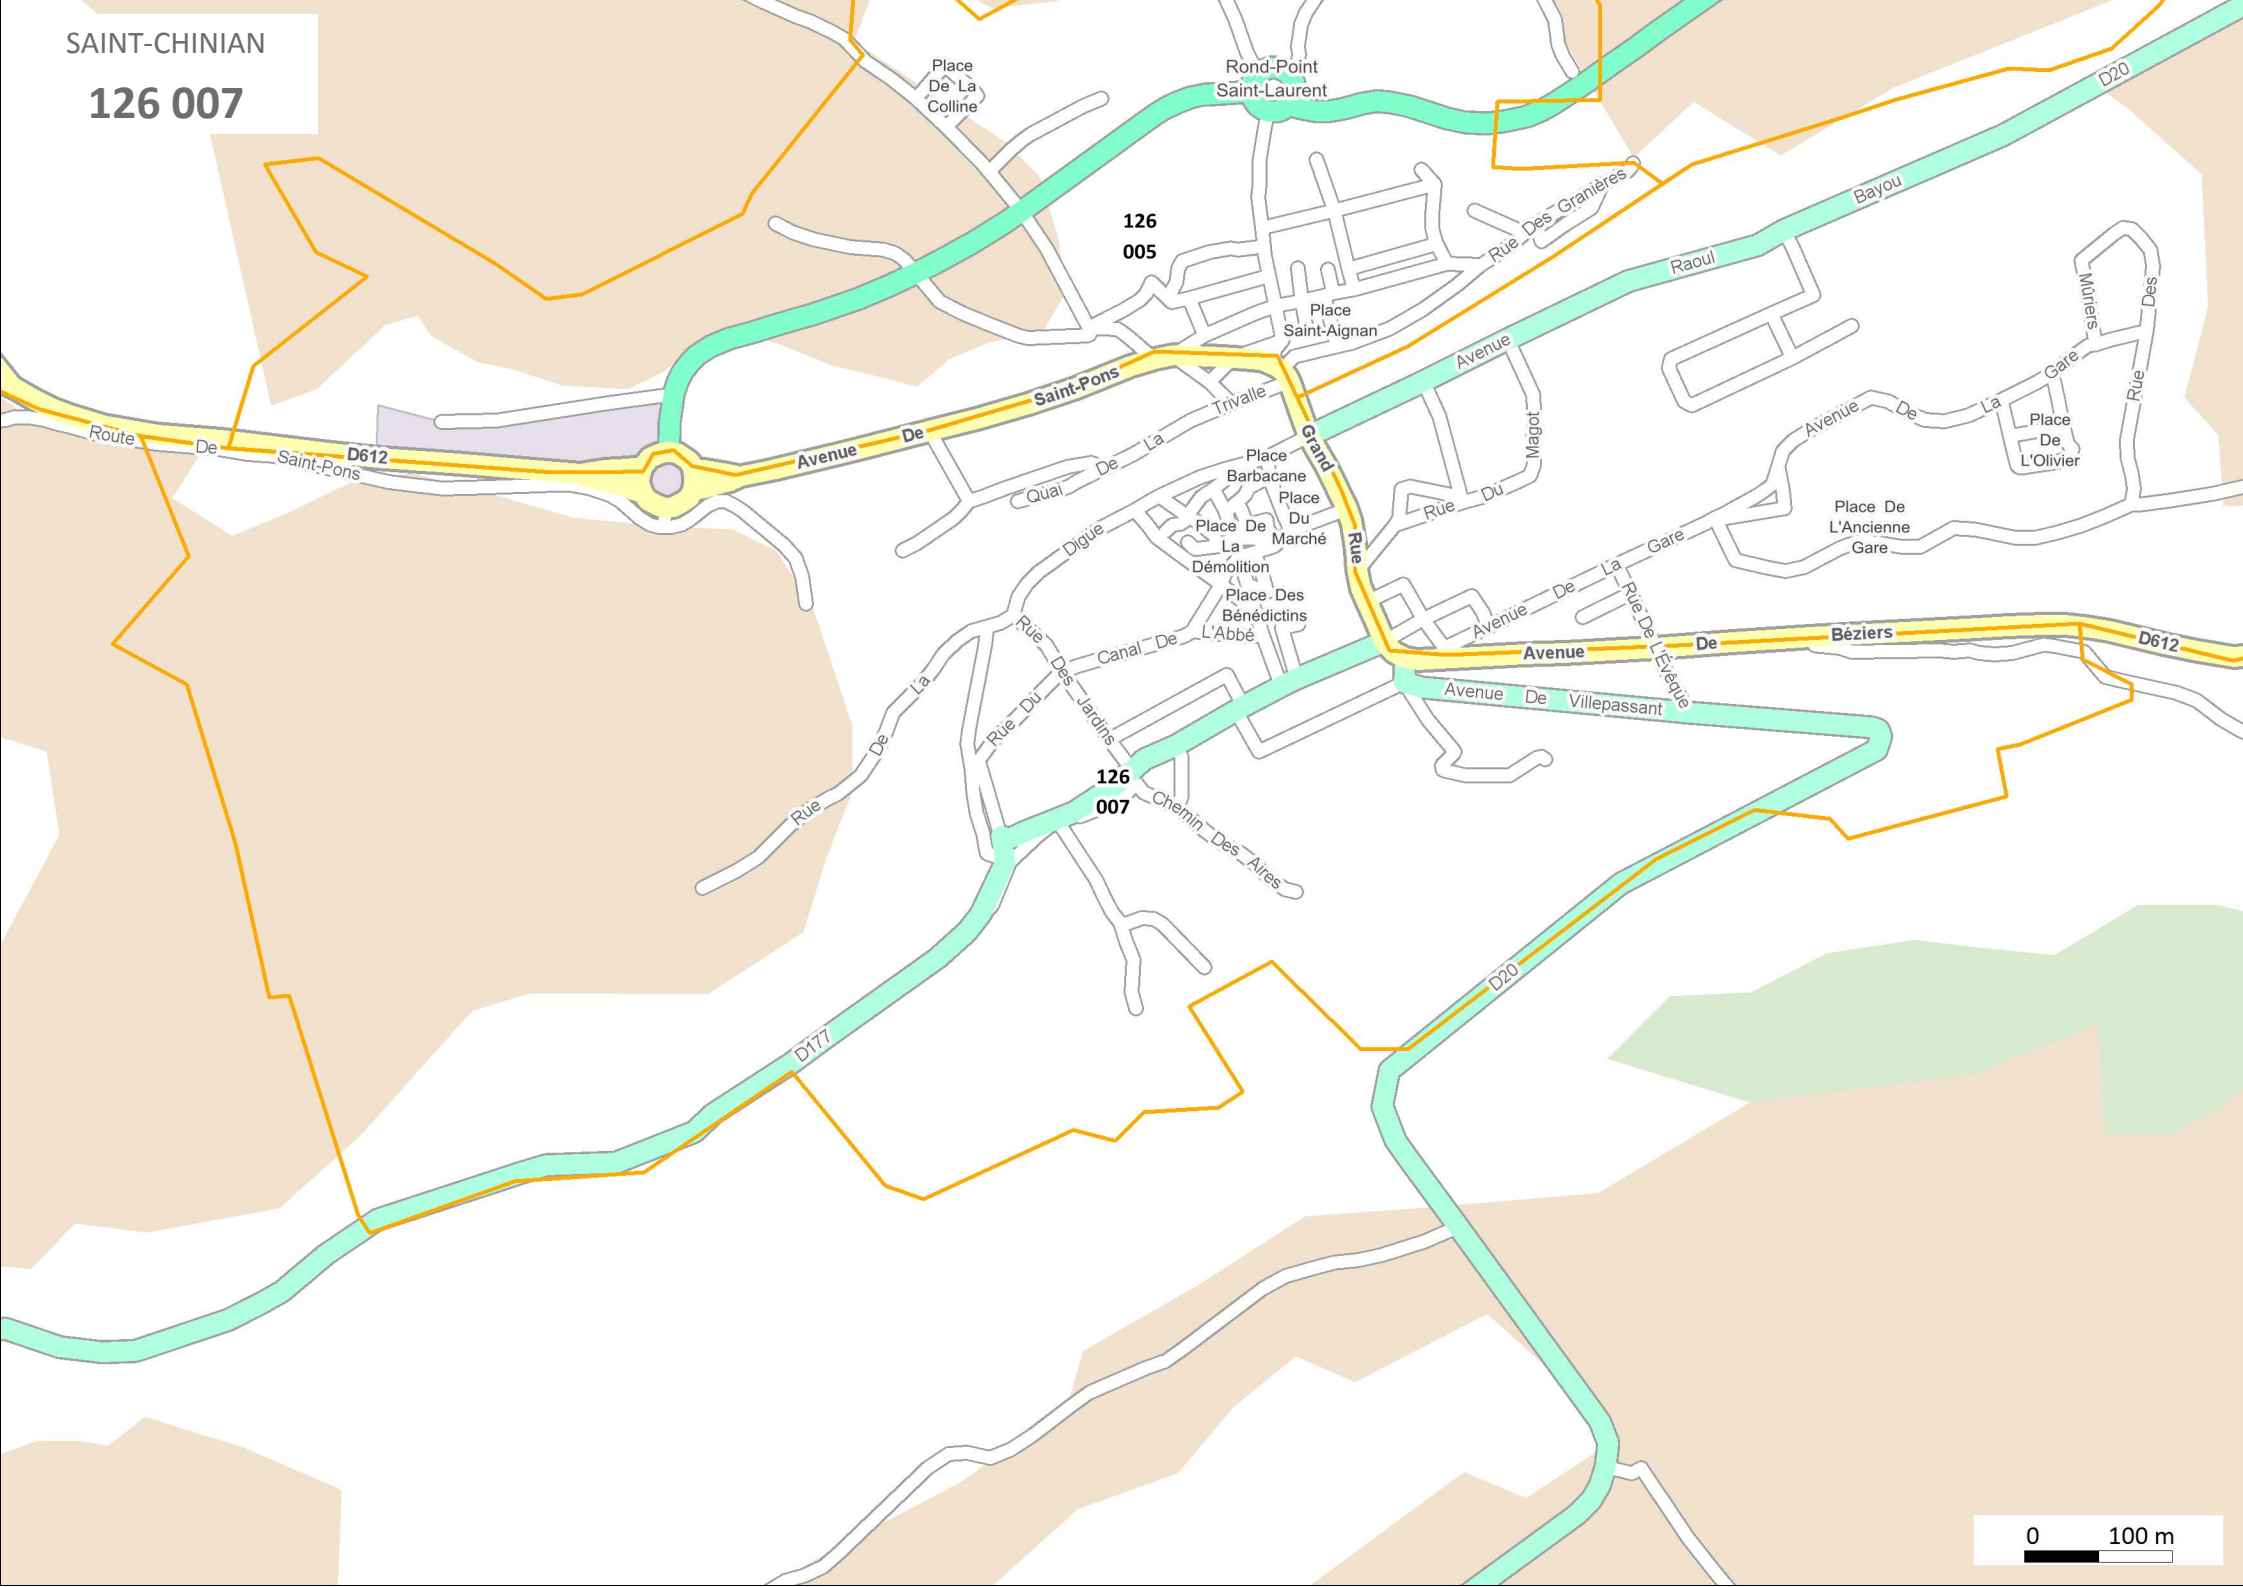 SAINT-CHINIAN
126 007
Place
De La
Colline
Rond-Point
Saint-Laurent
D20
126
005
Rue Des Granières
Bayou
Raoul
Avenue
Place
Saint-Aignan
Mûriers
Rue Des
Route De Saint-Pons
D612
Avenue De Saint-Pons
Quai De La Trivalle
Grand Rue
Place
Barbacane
Place
Du
Marché
Place De
La
Démolition
Place Des
Bénédictins
Rue Du Magot
Avenue De La Gare
Place
De
L'Olivier
Place De
L'Ancienne
Gare
Avenue De La Gare
Rue De L'Évêque
Rue De La Digue
Rue Des Jardins
Rue Du Canal De L'Abbé
Avenue De Béziers
D612
Avenue De Villepassant
126
007
Chemin Des Aires
D20
D177
0 100 m